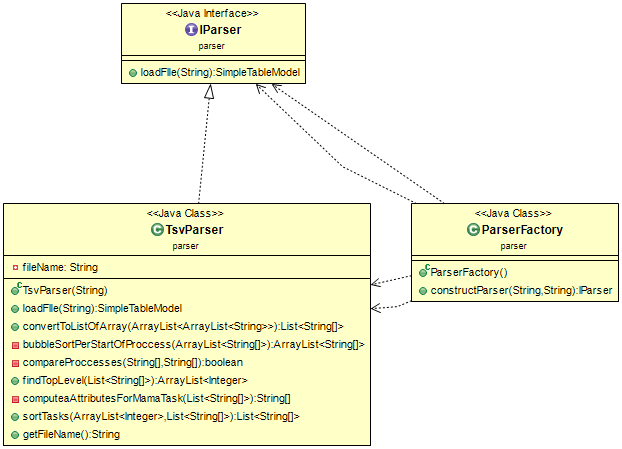 <<Java Interface>>
IParser
parser
loadFIle(String):SimpleTableModel
<<Java Class>>
TsvParser
parser
fileName: String
TsvParser(String)
loadFIle(String):SimpleTableModel
convertToListOfArray(ArrayList<ArrayList<String>>):List<String[]>
bubbleSortPerStartOfProccess(ArrayList<String[]>):ArrayList<String[]>
compareProccesses(String[],String[]):boolean
findTopLevel(List<String[]>):ArrayList<Integer>
computeaAttributesForMamaTask(List<String[]>):String[]
sortTasks(ArrayList<Integer>,List<String[]>):List<String[]>
getFileName():String
<<Java Class>>
ParserFactory
parser
ParserFactory()
constructParser(String,String):IParser